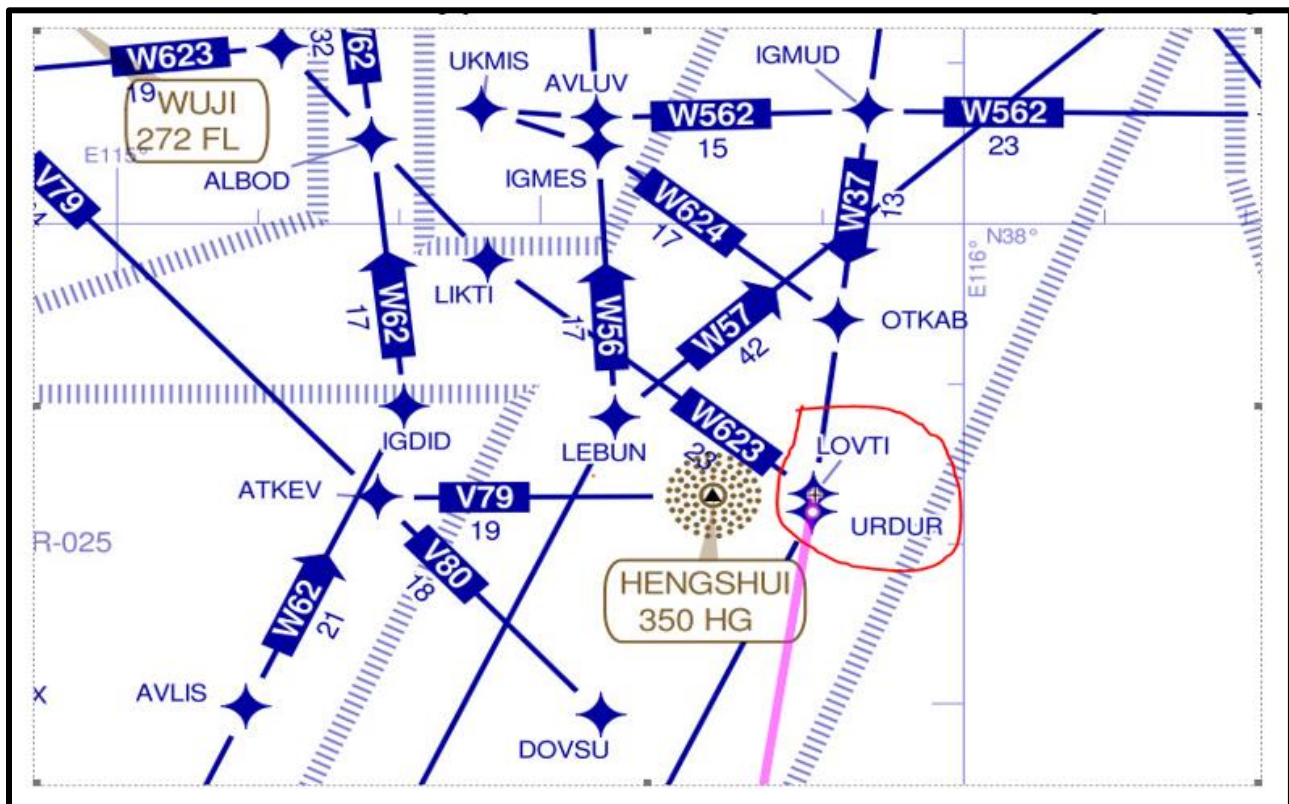 W623
32
W62
UKMIS
AVLUV
IGMUD
19
WUJI
272 FL
W562
15
W562
23
E115°
ALBOD
IGMES
V79
W624
17
W37
13
N38°
E116°
LIKTI
W62
17
W56
17
W57
42
OTKAB
W623
23
IGDID
LEBUN
LOVTI
ATKEV
V79
19
URDUR
R-025
V80
18
HENGSHUI
350 HG
W62
21
AVLIS
X
DOVSU